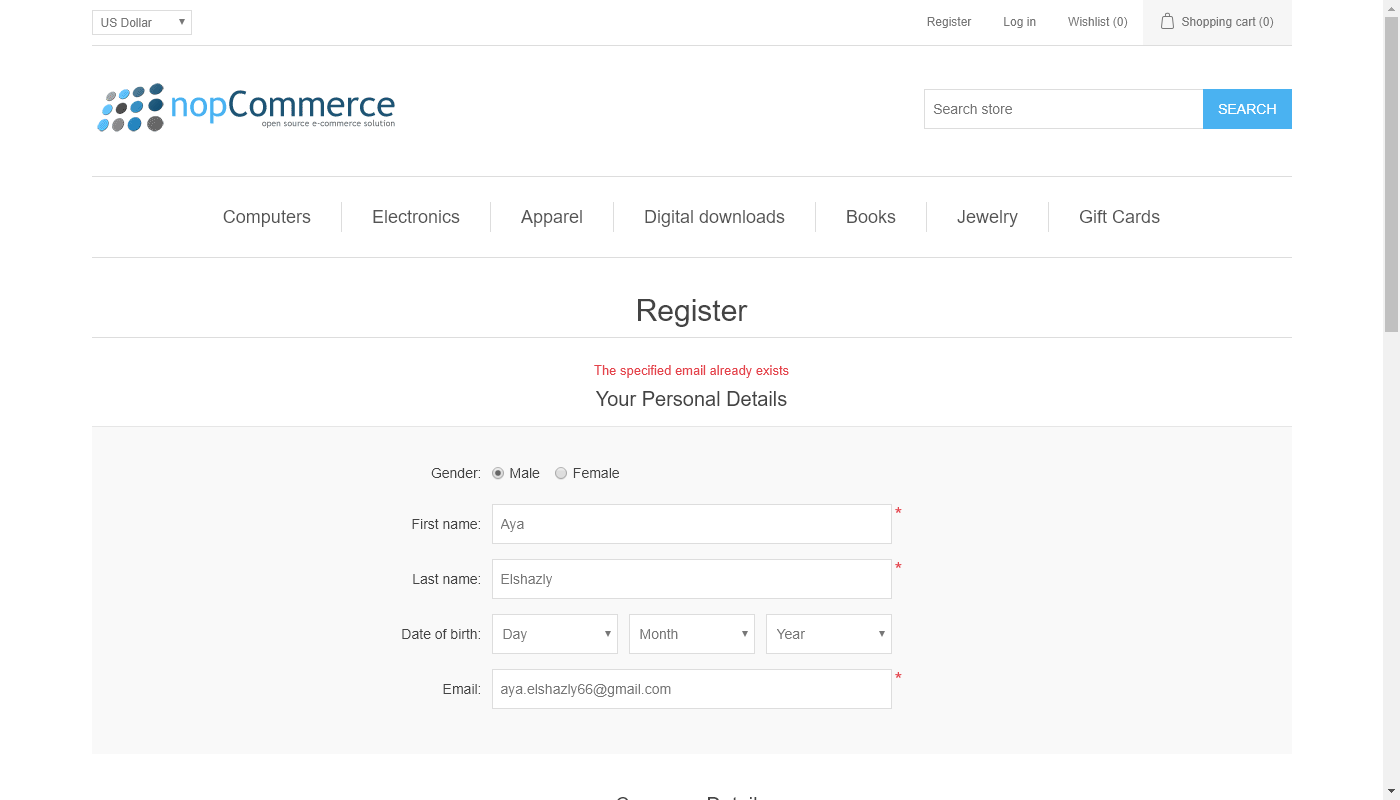 US Dollar
Register Log in Wishlist (0) Shopping cart (0)
nopCommerce
open source e-commerce solution
Search store SEARCH
Computers Electronics Apparel Digital downloads Books Jewelry Gift Cards
Register
The specified email already exists
Your Personal Details
Gender: Male Female
First name: Aya *
Last name: Elshazly *
Date of birth: Day Month Year
Email: aya.elshazly66@gmail.com *